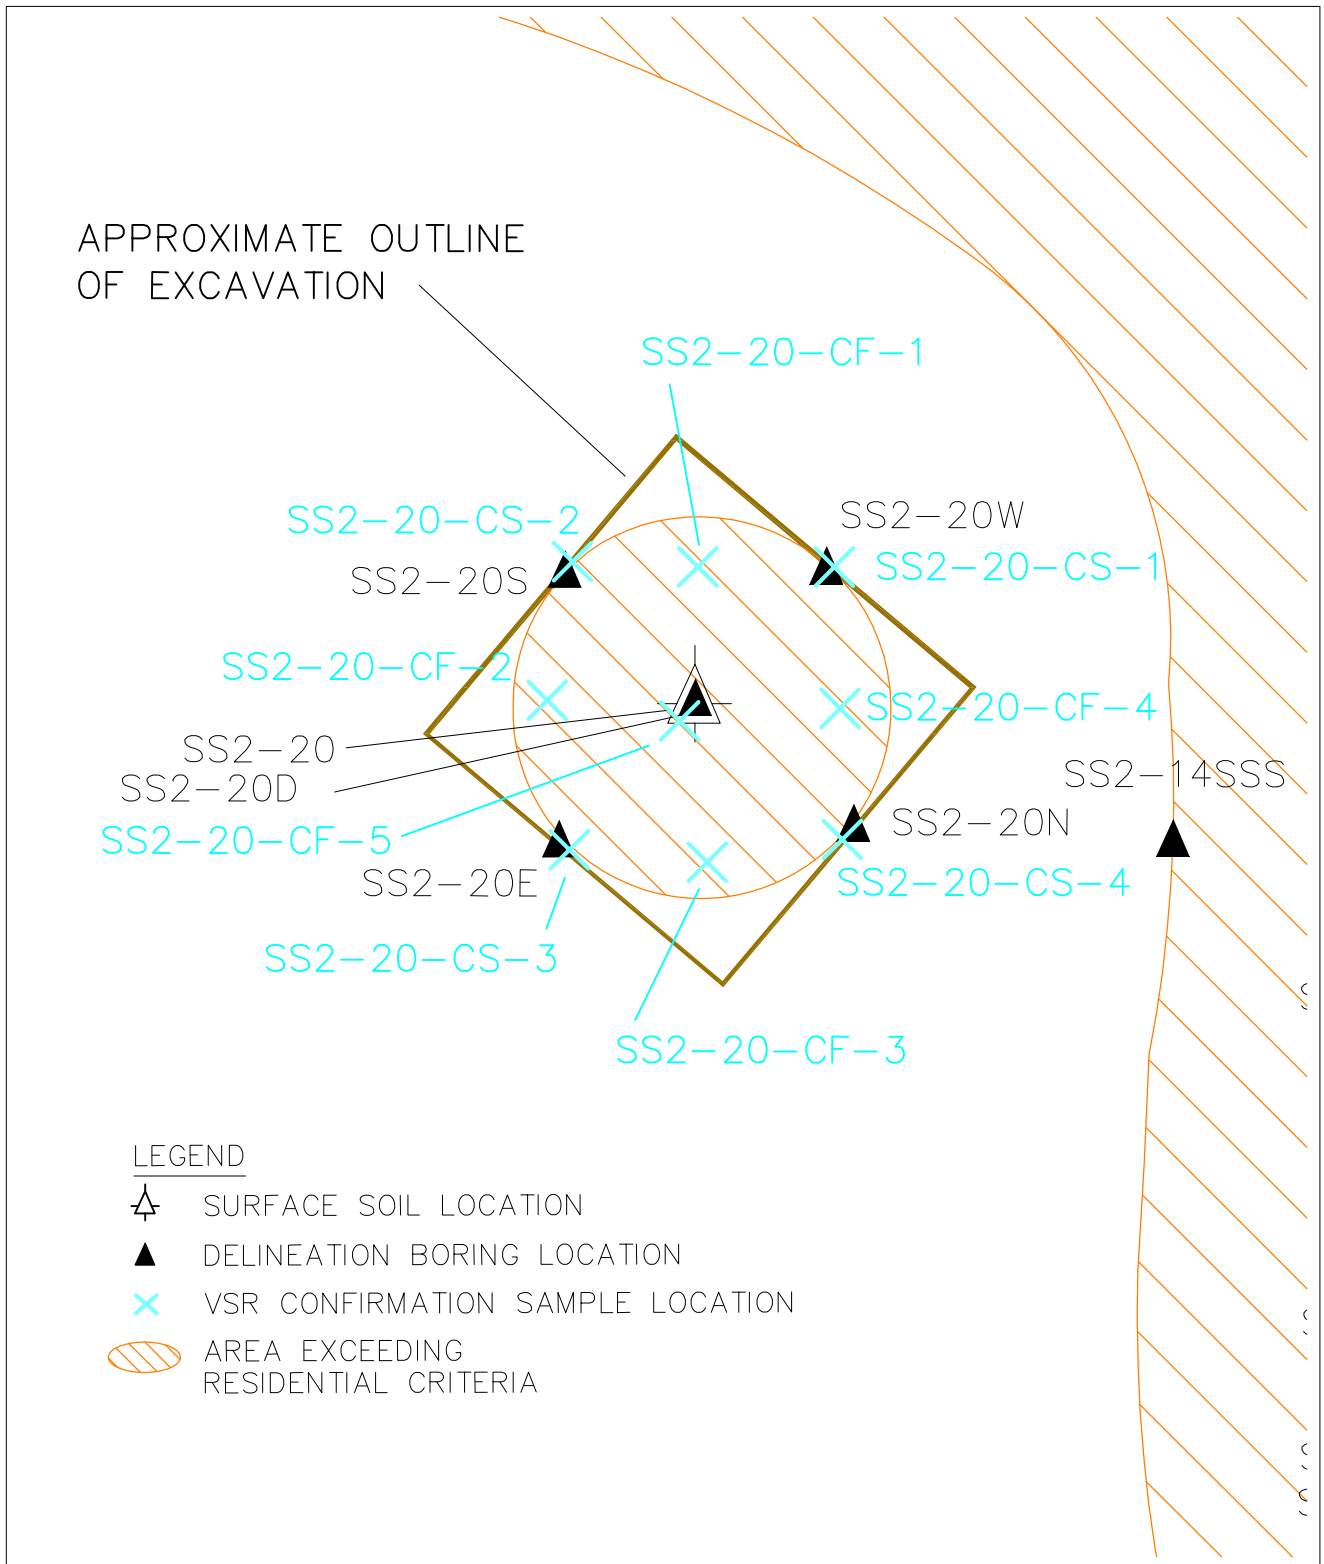 APPROXIMATE OUTLINE
OF EXCAVATION
SS2-20-CF-1
SS2-20-CS-2
SS2-20W
SS2-20-CS-1
SS2-20S
SS2-20-CF-2
SS2-20-CF-4
SS2-20
SS2-14SSS
SS2-20D
SS2-20N
SS2-20-CF-5
SS2-20E
SS2-20-CS-4
SS2-20-CS-3
SS2-20-CF-3
LEGEND
SURFACE SOIL LOCATION
DELINEATION BORING LOCATION
VSR CONFIRMATION SAMPLE LOCATION
AREA EXCEEDING
RESIDENTIAL CRITERIA